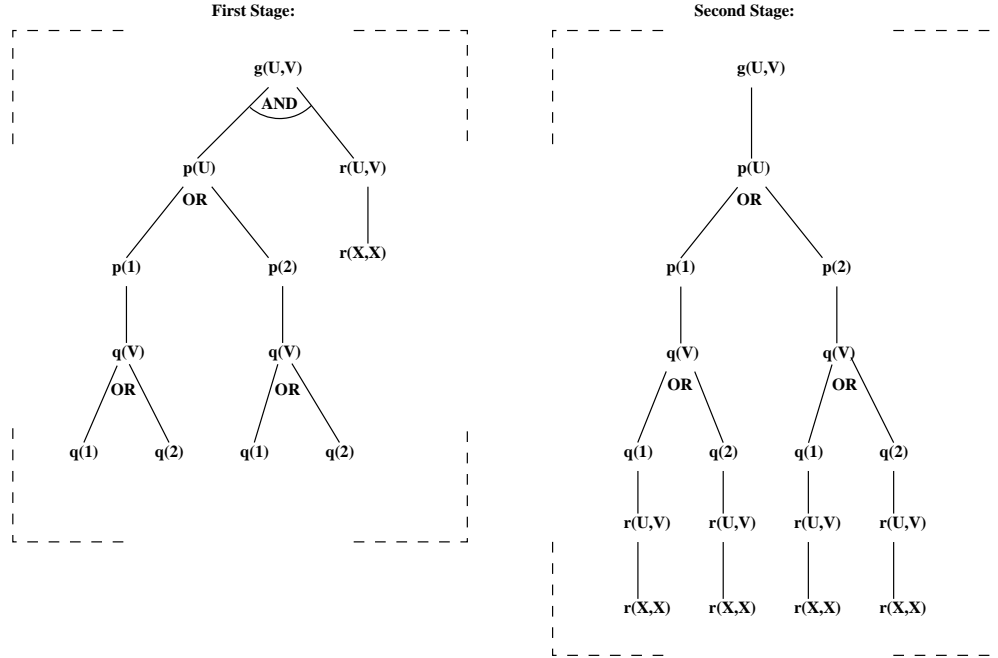 First Stage:
g(U,V)
AND
p(U)
r(U,V)
OR
r(X,X)
p(1)
p(2)
q(V)
q(V)
OR
OR
q(1)
q(2)
q(1)
q(2)
Second Stage:
g(U,V)
p(U)
OR
p(1)
p(2)
q(V)
q(V)
OR
OR
q(1)
q(2)
q(1)
q(2)
r(U,V)
r(U,V)
r(U,V)
r(U,V)
r(X,X)
r(X,X)
r(X,X)
r(X,X)